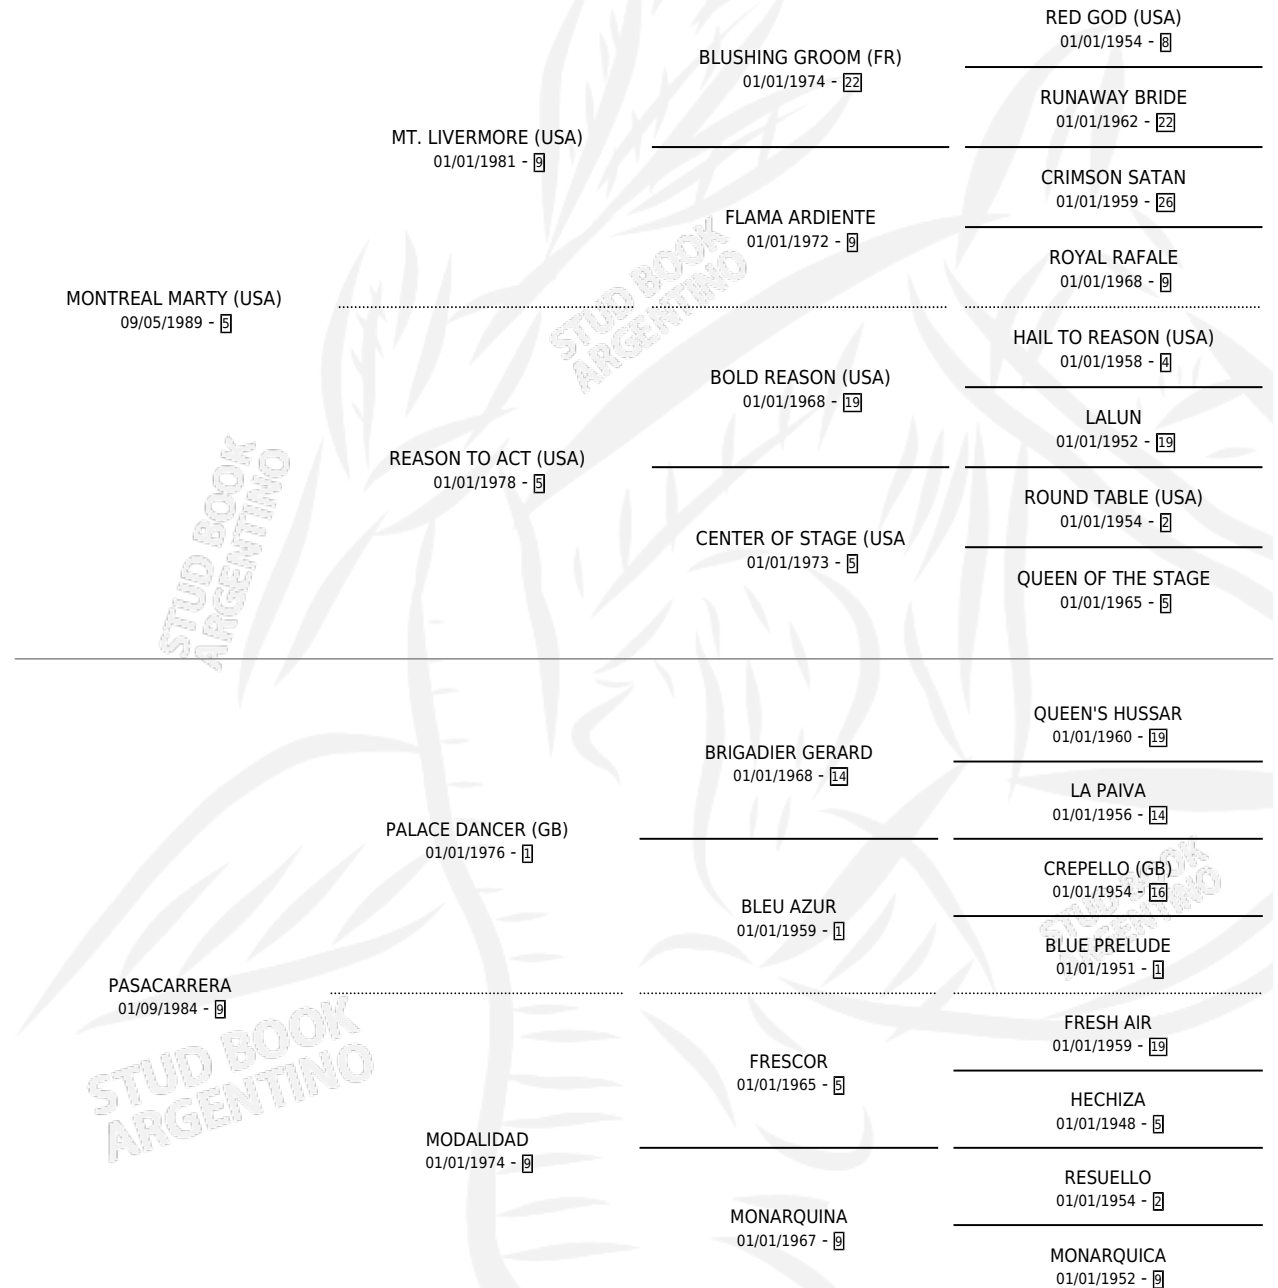 RED GOD (USA)
01/01/1954 - 8
BLUSHING GROOM (FR)
01/01/1974 - 22
RUNAWAY BRIDE
01/01/1962 - 22
MT. LIVERMORE (USA)
01/01/1981 - 9
CRIMSON SATAN
01/01/1959 - 26
FLAMA ARDIENTE
01/01/1972 - 9
ROYAL RAFALE
01/01/1968 - 9
MONTREAL MARTY (USA)
09/05/1989 - 5
HAIL TO REASON (USA)
01/01/1958 - 4
BOLD REASON (USA)
01/01/1968 - 19
LALUN
01/01/1952 - 19
REASON TO ACT (USA)
01/01/1978 - 5
ROUND TABLE (USA)
01/01/1954 - 2
CENTER OF STAGE (USA
01/01/1973 - 5
QUEEN OF THE STAGE
01/01/1965 - 5
QUEEN'S HUSSAR
01/01/1960 - 19
BRIGADIER GERARD
01/01/1968 - 14
LA PAIVA
01/01/1956 - 14
PALACE DANCER (GB)
01/01/1976 - 1
CREPELLO (GB)
01/01/1954 - 16
BLEU AZUR
01/01/1959 - 1
BLUE PRELUDE
01/01/1951 - 1
PASACARRERA
01/09/1984 - 9
FRESH AIR
01/01/1959 - 19
FRESCOR
01/01/1965 - 5
HECHIZA
01/01/1948 - 5
MODALIDAD
01/01/1974 - 9
RESUELLO
01/01/1954 - 2
MONARQUINA
01/01/1967 - 9
MONARQUICA
01/01/1952 - 9
STUD BOOK
ARGENTINO
STUD BOOK
ARGENTINO
STUD BOOK
ARGENTINO
STUD BOOK
ARGENTINO